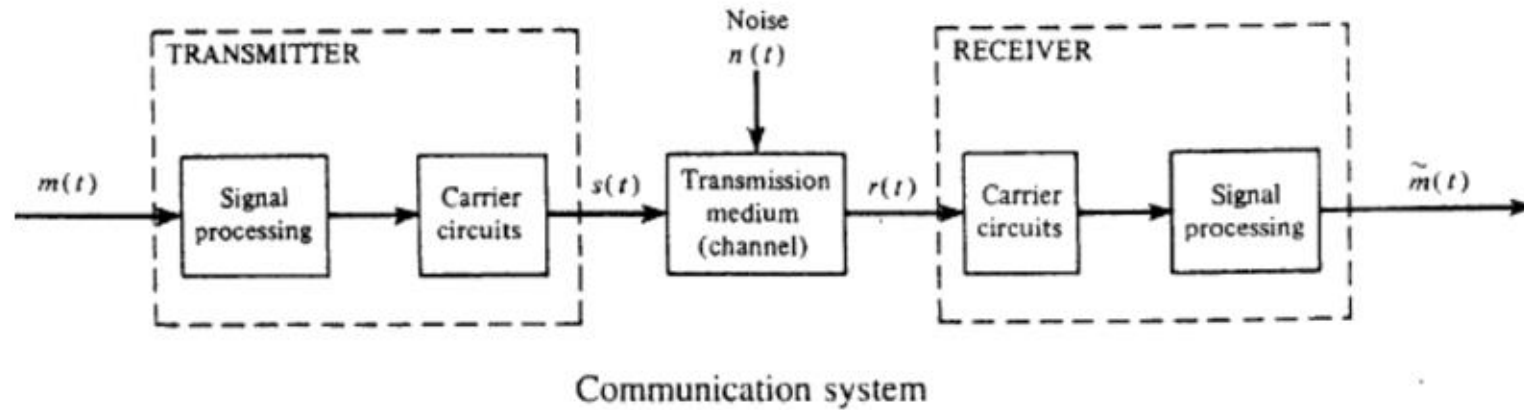 Noise
n(t)
TRANSMITTER
RECEIVER
m(t)
Signal
processing
Carrier
circuits
s(t)
Transmission
medium
(channel)
r(t)
Carrier
circuits
Signal
processing
m̃(t)
Communication system